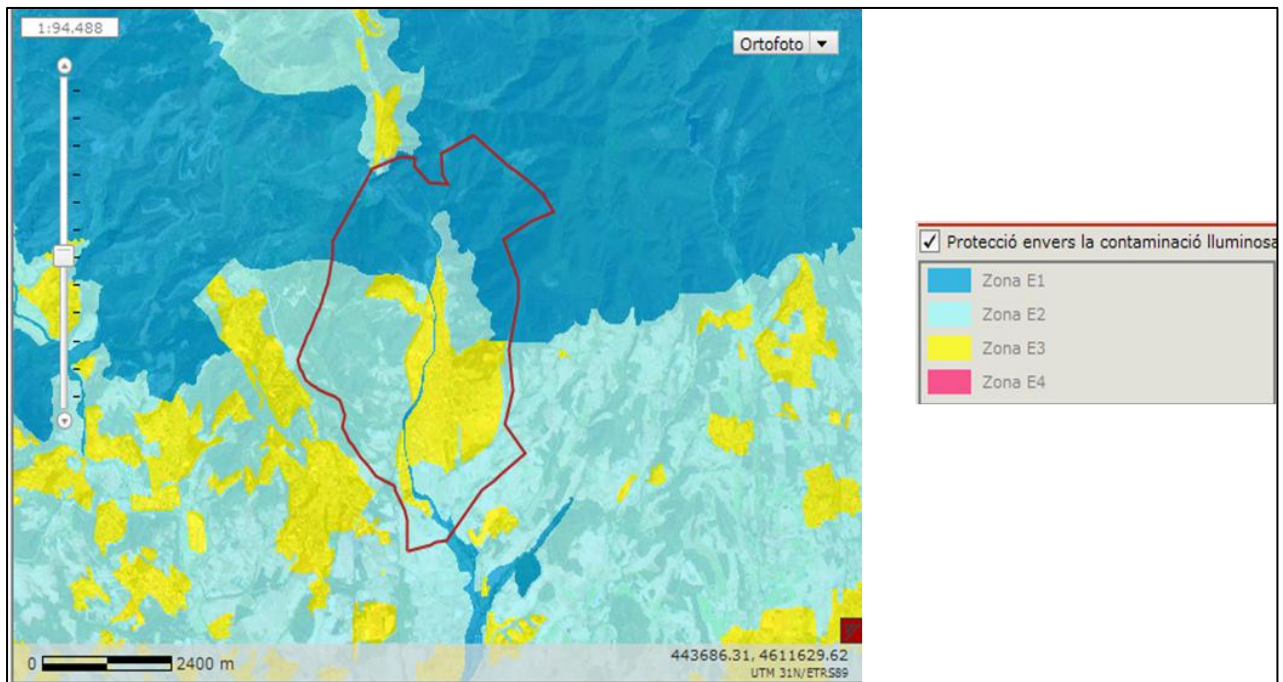 1:94.488
Ortofoto
0 2400 m
443686.31, 4611629.62
UTM 31N/ETRS89
Protecció envers la contaminació lluminosa
Zona E1
Zona E2
Zona E3
Zona E4